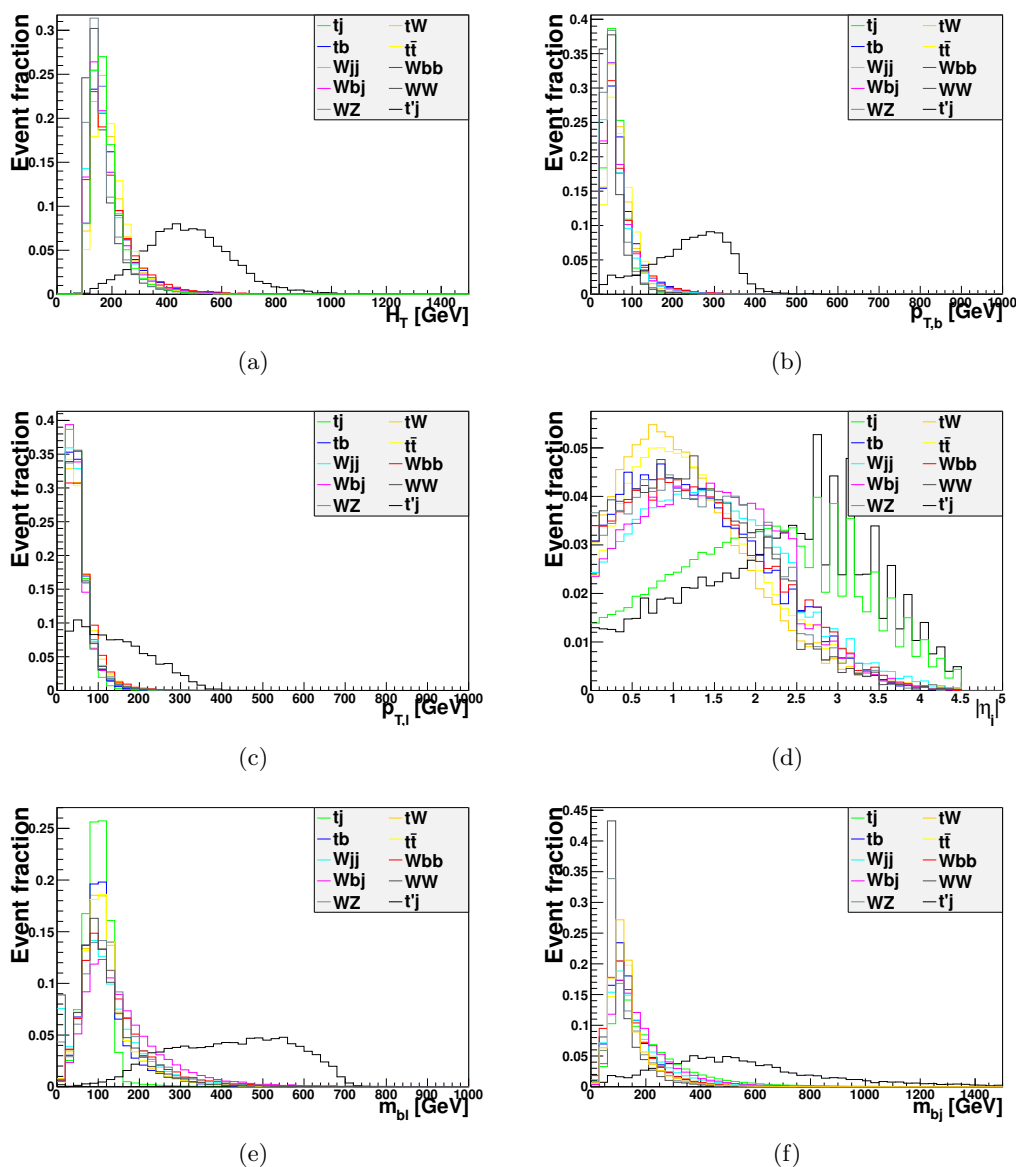 Event fraction
0.3
0.25
0.2
0.15
0.1
0.05
0
tj tW
tb tt̄
Wjj Wbb
Wbj WW
WZ t'j
200 400 600 800 1000 1200 1400
H_T [GeV]
(a)
Event fraction
0.4
0.35
0.3
0.25
0.2
0.15
0.1
0.05
0
tj tW
tb tt̄
Wjj Wbb
Wbj WW
WZ t'j
0 100 200 300 400 500 600 700 800 900 1000
p_{T,b} [GeV]
(b)
Event fraction
0.4
0.35
0.3
0.25
0.2
0.15
0.1
0.05
0
tj tW
tb tt̄
Wjj Wbb
Wbj WW
WZ t'j
0 100 200 300 400 500 600 700 800 900 1000
p_{T,l} [GeV]
(c)
Event fraction
0.05
0.04
0.03
0.02
0.01
0
tj tW
tb tt̄
Wjj Wbb
Wbj WW
WZ t'j
0 0.5 1 1.5 2 2.5 3 3.5 4 4.5 5
|η_j|
(d)
Event fraction
0.25
0.2
0.15
0.1
0.05
0
tj tW
tb tt̄
Wjj Wbb
Wbj WW
WZ t'j
0 100 200 300 400 500 600 700 800 900 1000
m_{bl} [GeV]
(e)
Event fraction
0.45
0.4
0.35
0.3
0.25
0.2
0.15
0.1
0.05
0
tj tW
tb tt̄
Wjj Wbb
Wbj WW
WZ t'j
0 200 400 600 800 1000 1200 1400
m_{bj} [GeV]
(f)